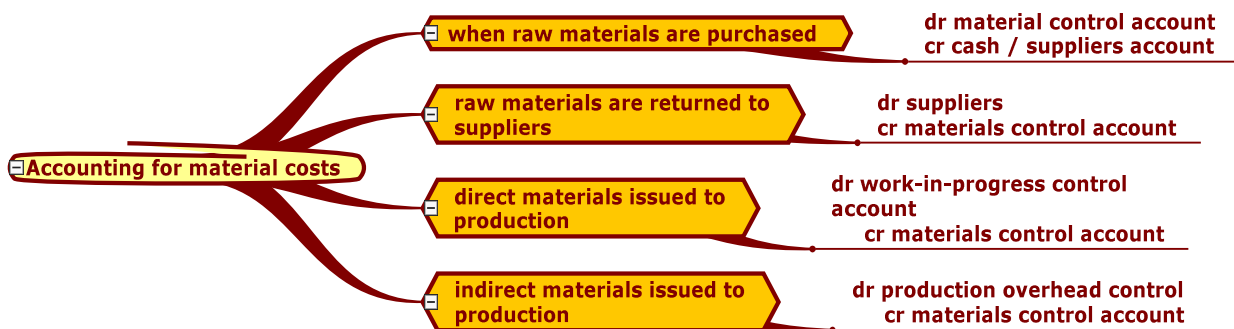 Accounting for material costs
when raw materials are purchased
dr material control account
cr cash / suppliers account
raw materials are returned to
suppliers
dr suppliers
cr materials control account
direct materials issued to
production
dr work-in-progress control
account
cr materials control account
indirect materials issued to
production
dr production overhead control
cr materials control account